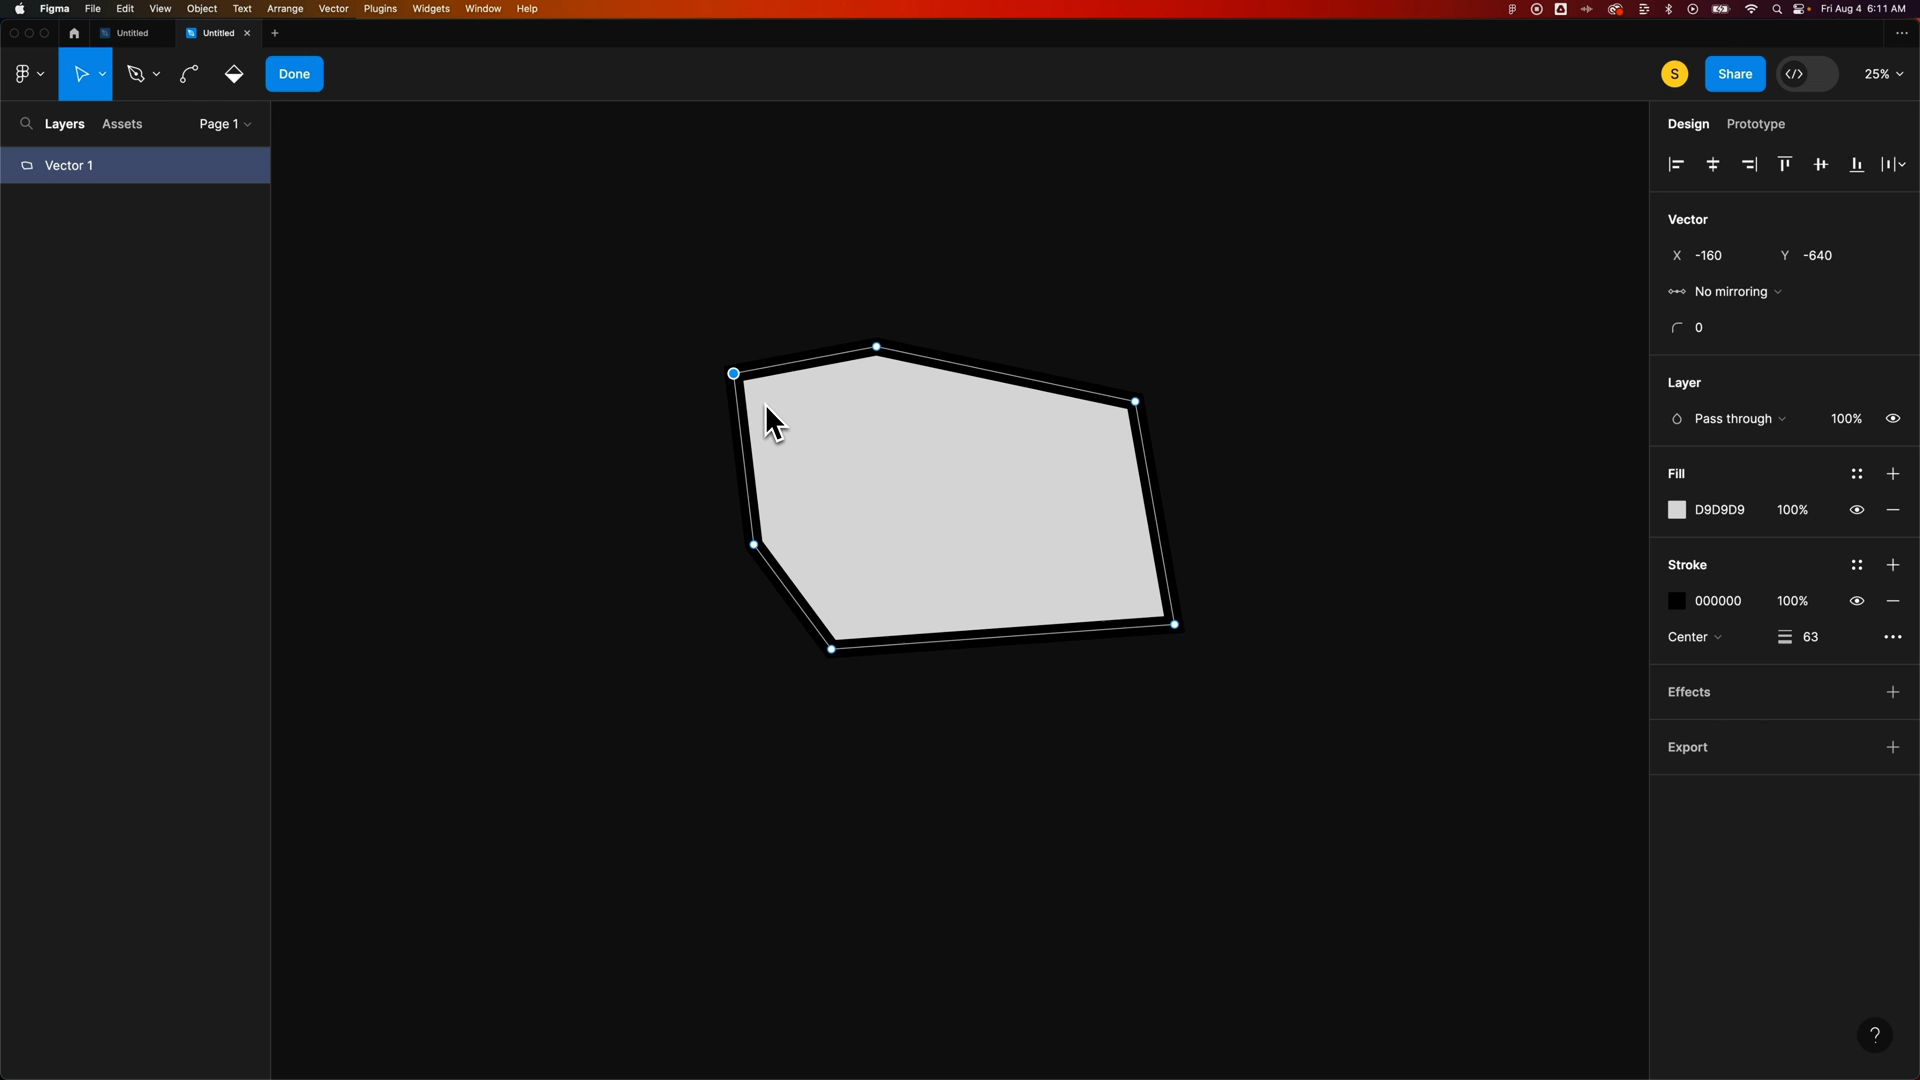 Figma File Edit View Object Text Arrange Vector Plugins Widgets Window Help Fri Aug 4 6:11 AM
Untitled Untitled
Done S Share 25%
Layers Assets Page 1
Vector 1
Design Prototype
Vector
X -160 Y -640
No mirroring
0
Layer
Pass through 100%
Fill
D9D9D9 100%
Stroke
000000 100%
Center 63
Effects
Export
?